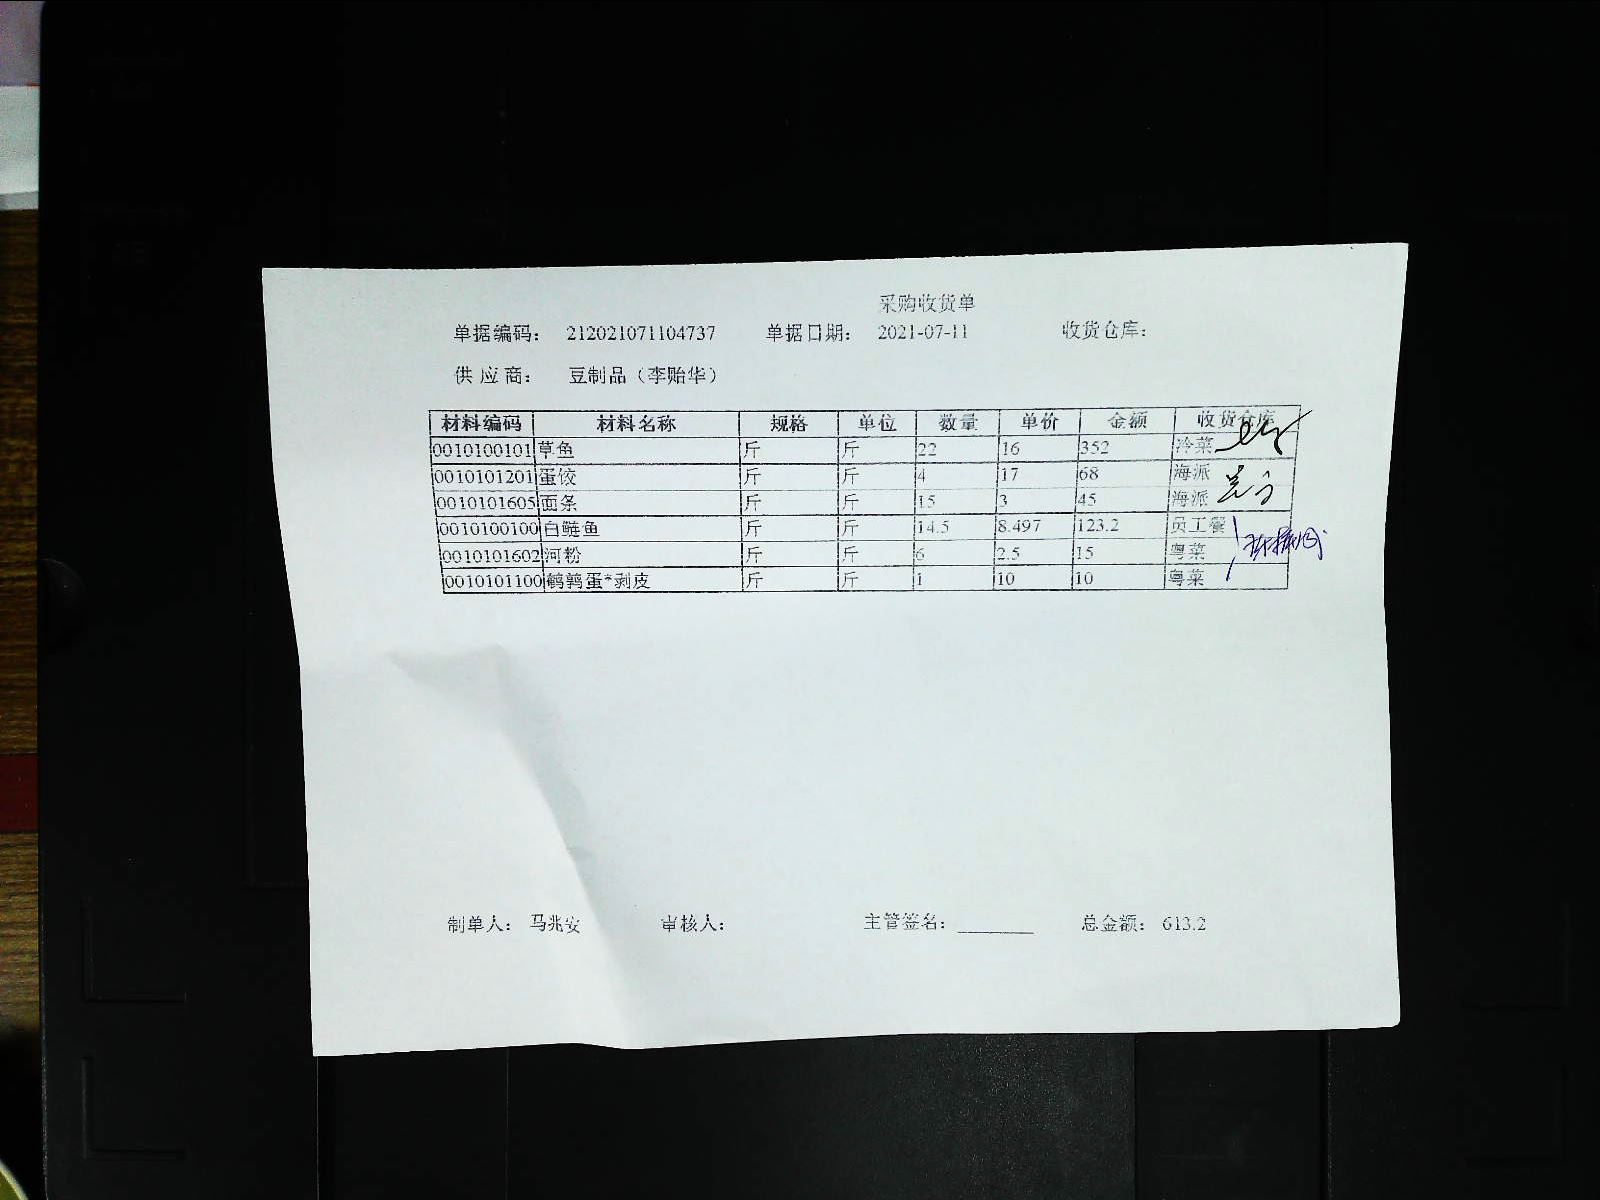 采购收货单
单据编码： 212021071104737 单据日期： 2021-07-11 收货仓库：
供 应 商： 豆制品（李贻华）
材料编码 材料名称 规格 单位 数量 单价 金额 收货仓库
0010100101 草鱼 斤 斤 22 16 352 冷菜
0010101201 蛋饺 斤 斤 4 17 68 海派
0010101605 面条 斤 斤 15 3 45 海派
0010100100 白鲢鱼 斤 斤 14.5 8.497 123.2 员工餐
0010101602 河粉 斤 斤 6 2.5 15 粤菜
0010101100 鹌鹑蛋*剥皮 斤 斤 1 10 10 粤菜
制单人： 马兆安 审核人： 主管签名： 总金额： 613.2